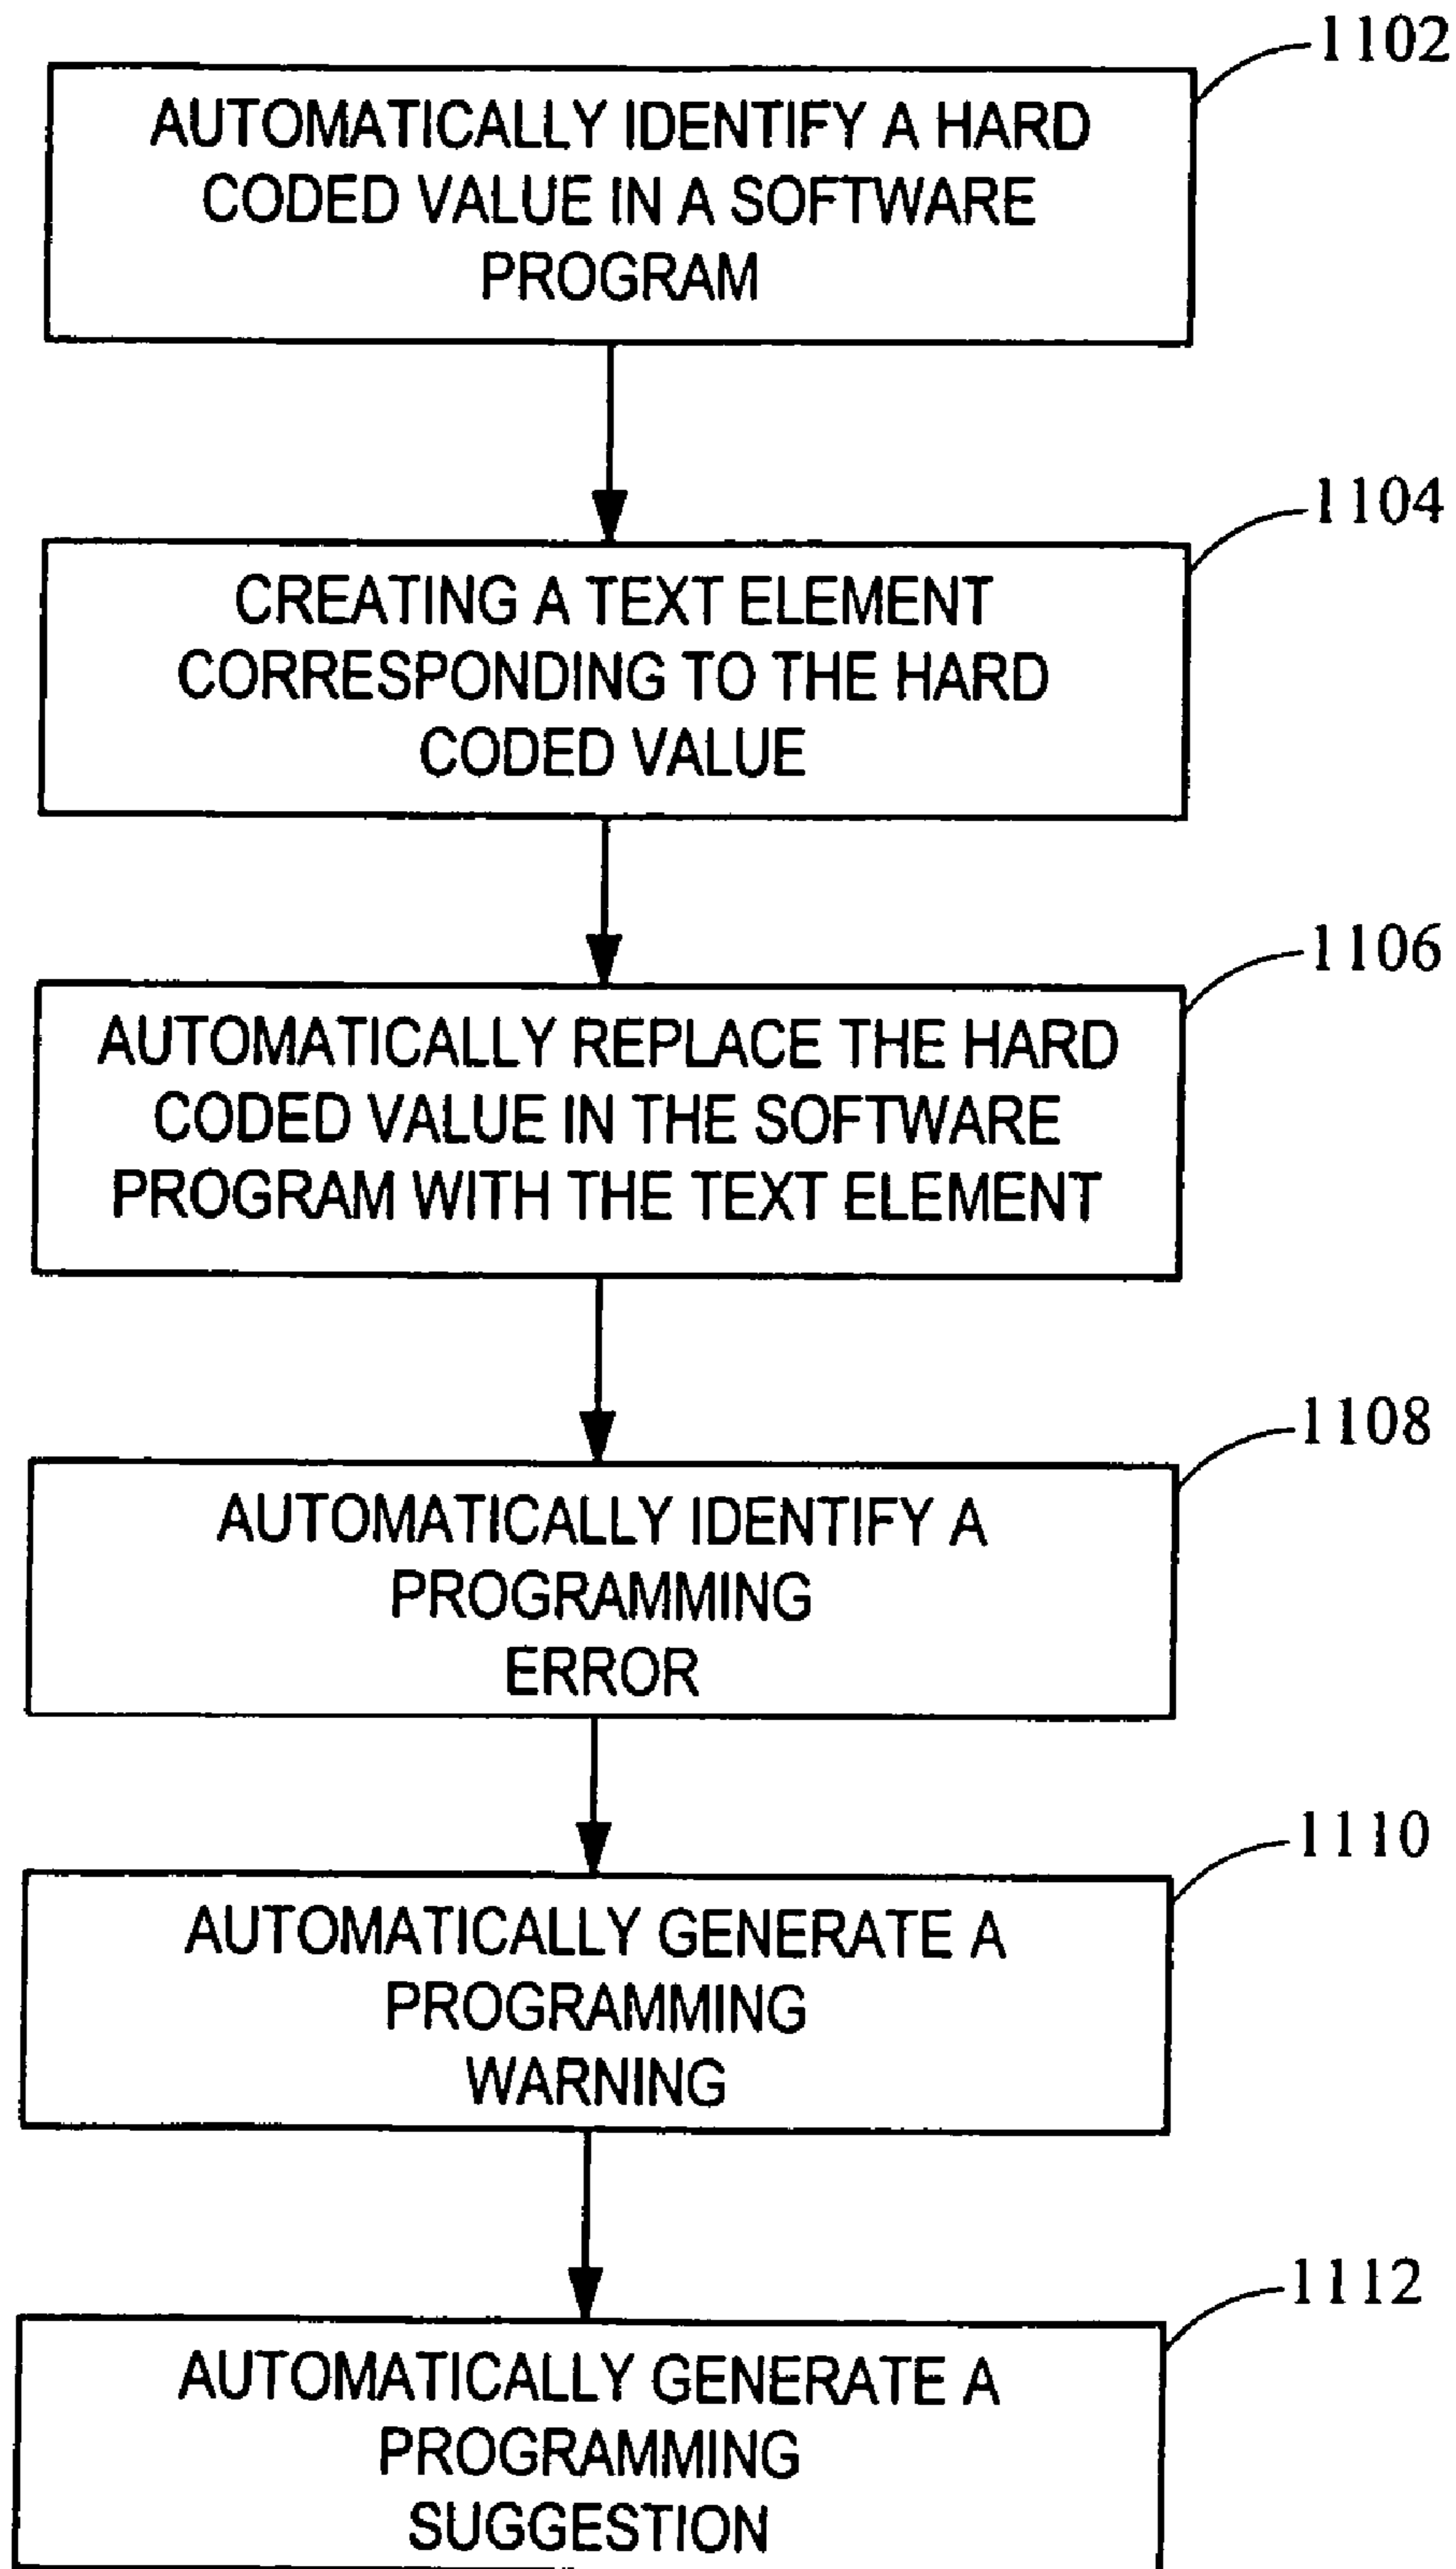 1102
AUTOMATICALLY IDENTIFY A HARD
CODED VALUE IN A SOFTWARE
PROGRAM
1104
CREATING A TEXT ELEMENT
CORRESPONDING TO THE HARD
CODED VALUE
1106
AUTOMATICALLY REPLACE THE HARD
CODED VALUE IN THE SOFTWARE
PROGRAM WITH THE TEXT ELEMENT
1108
AUTOMATICALLY IDENTIFY A
PROGRAMMING
ERROR
1110
AUTOMATICALLY GENERATE A
PROGRAMMING
WARNING
1112
AUTOMATICALLY GENERATE A
PROGRAMMING
SUGGESTION